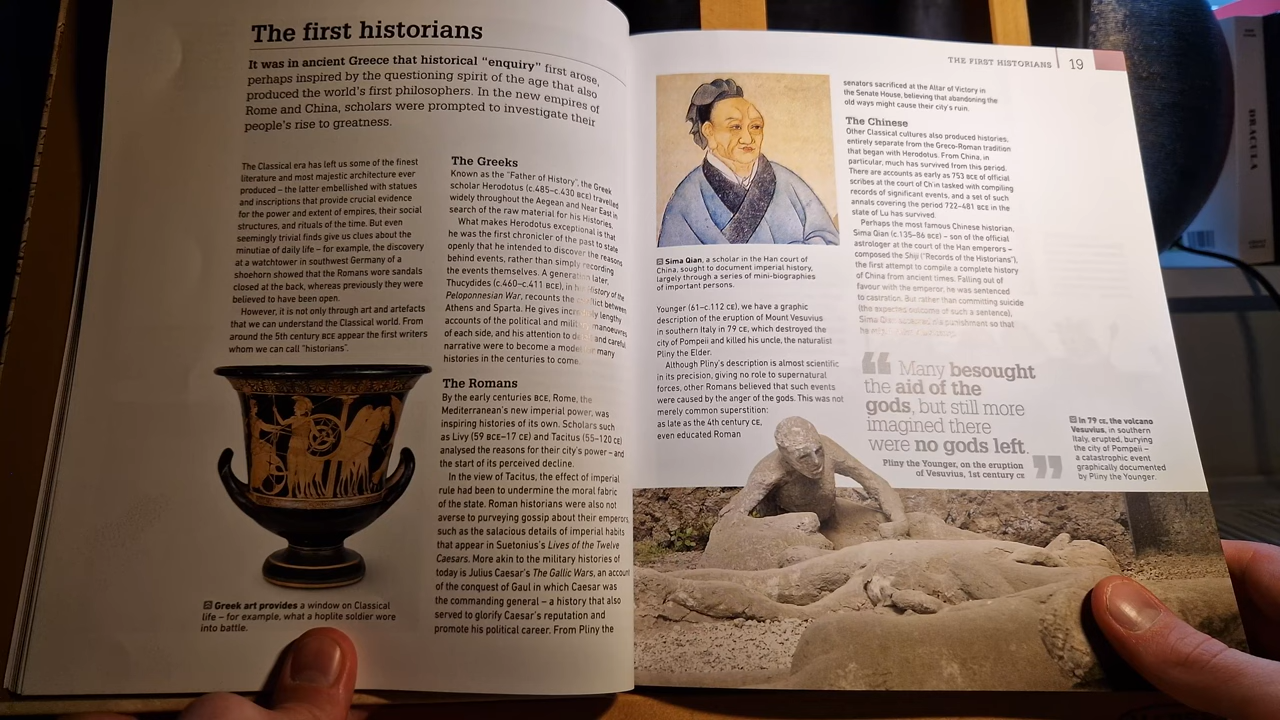 The first historians
It was in ancient Greece that historical “enquiry” first arose,
perhaps inspired by the questioning spirit of the age that also
produced the world’s first philosophers. In the new empires of
Rome and China, scholars were prompted to investigate their
people’s rise to greatness.
The Classical era has left us some of the finest
literature and most majestic architecture ever
produced – the latter embellished with statues
and inscriptions that provide crucial evidence
for the power and extent of empires, their social
structures, and rituals of the time. But even
seemingly trivial finds give us clues about the
minutiae of daily life – for example, the discovery
at a watchtower in southwest Germany of a
shoehorn showed that the Romans wore sandals
closed at the back, whereas previously they were
believed to have been open.
However, it is not only through art and artefacts
that we can understand the Classical world. From
around the 5th century BCE appear the first writers
whom we can call “historians”.
Greek art provides a window on Classical
life – for example, what a hoplite soldier wore
into battle.
The Greeks
Known as the “Father of History”, the Greek
scholar Herodotus (c.485–c.430 BCE) travelled
widely throughout the Aegean and Near East in
search of the raw material for his Histories.
What makes Herodotus exceptional is that
he was the first chronicler of the past to state
openly that he intended to discover the reasons
behind events, rather than simply recording
the events themselves. A generation later,
Thucydides (c.460–c.411 BCE), in his History of the
Peloponnesian War, recounts the conflict between
Athens and Sparta. He gives lengthy
accounts of the political and military manoeuvres
of each side, and his attention to and careful
narrative were to become a model for many
histories in the centuries to come.
The Romans
By the early centuries BCE, Rome, the
Mediterranean’s new imperial power, was
inspiring histories of its own. Scholars such
as Livy (59 BCE–17 CE) and Tacitus (55–120 CE)
analysed the reasons for their city’s power – and
the start of its perceived decline.
In the view of Tacitus, the effect of imperial
rule had been to undermine the moral fabric
of the state. Roman historians were also not
averse to purveying gossip about their emperors,
such as the salacious details of imperial habits
that appear in Suetonius’s Lives of the Twelve
Caesars. More akin to the military histories of
today is Julius Caesar’s The Gallic Wars, an account
of the conquest of Gaul in which Caesar was
the commanding general – a history that also
served to glorify Caesar’s reputation and
promote his political career. From Pliny the
THE FIRST HISTORIANS 19
Sima Qian, a scholar in the Han court of
China, sought to document imperial history,
largely through a series of mini-biographies
of important persons.
Younger (61–c.112 CE), we have a graphic
description of the eruption of Mount Vesuvius
in southern Italy in 79 CE, which destroyed the
city of Pompeii and killed his uncle, the naturalist
Pliny the Elder.
Although Pliny’s description is almost scientific
in its precision, giving no role to supernatural
forces, other Romans believed that such events
were caused by the anger of the gods. This was not
merely common superstition:
as late as the 4th century CE,
even educated Roman
senators sacrificed at the Altar of Victory in
the Senate House, believing that abandoning the
old ways might cause their city’s ruin.
The Chinese
Other Classical cultures also produced histories,
entirely separate from the Greco-Roman tradition
that began with Herodotus. From China, in
particular, much has survived from this period.
There are accounts as early as 753 BCE of official
scribes at the court of Ch’in tasked with compiling
records of significant events, and a set of such
annals covering the period 722–481 BCE in the
state of Lu has survived.
Perhaps the most famous Chinese historian,
Sima Qian (c.135–86 BCE) – son of the official
astrologer at the court of the Han emperors –
composed the Shiji (“Records of the Historians”),
the first attempt to compile a complete history
of China from ancient times. Falling out of
favour with the emperor, he was sentenced
to castration. But rather than committing suicide
(the expected outcome of such a sentence),
Sima Qian punishment so that
he
“ Many besought
the aid of the
gods, but still more
imagined there
were no gods left. ”
Pliny the Younger, on the eruption
of Vesuvius, 1st century CE
In 79 CE, the volcano
Vesuvius, in southern
Italy, erupted, burying
the city of Pompeii –
a catastrophic event
graphically documented
by Pliny the Younger.
DRACULA